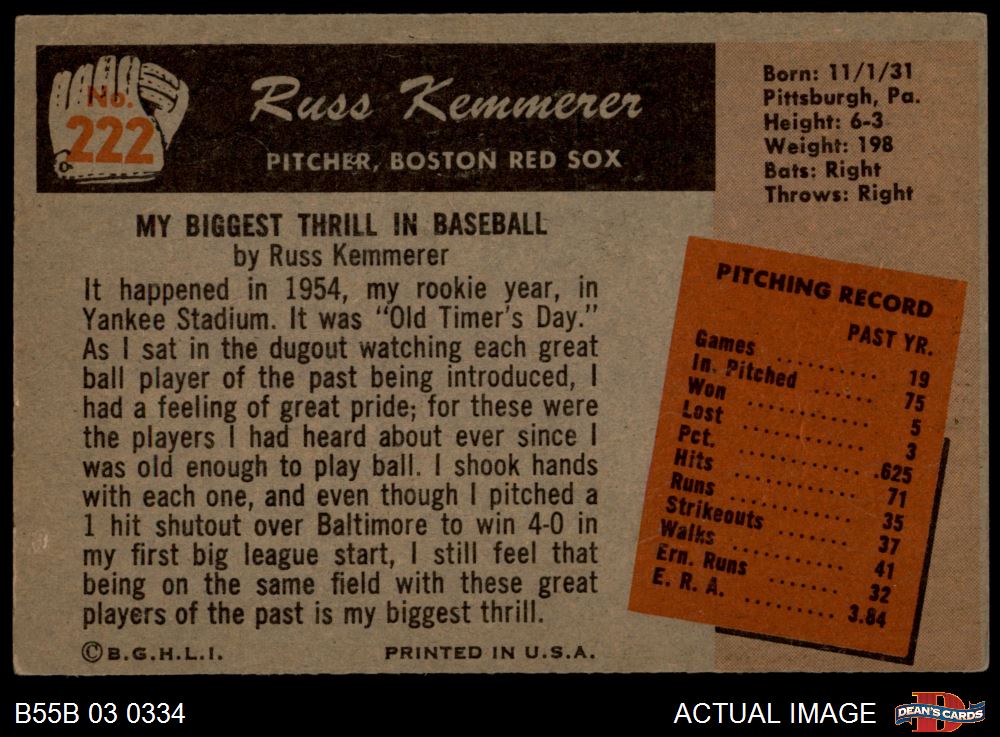 No.
222
Russ Kemmerer
PITCHER, BOSTON RED SOX
Born: 11/1/31
Pittsburgh, Pa.
Height: 6-3
Weight: 198
Bats: Right
Throws: Right
MY BIGGEST THRILL IN BASEBALL
by Russ Kemmerer
It happened in 1954, my rookie year, in
Yankee Stadium. It was “Old Timer's Day.”
As I sat in the dugout watching each great
ball player of the past being introduced, I
had a feeling of great pride; for these were
the players I had heard about ever since I
was old enough to play ball. I shook hands
with each one, and even though I pitched a
1 hit shutout over Baltimore to win 4-0 in
my first big league start, I still feel that
being on the same field with these great
players of the past is my biggest thrill.
©B.G.H.L.I. PRINTED IN U.S.A.
PITCHING RECORD
PAST YR.
Games ........ 19
In. Pitched ...... 75
Won .......... 5
Lost .......... 3
Pct. .......... .625
Hits .......... 71
Runs .......... 35
Strikeouts ....... 37
Walks .......... 41
Ern. Runs ...... 32
E. R. A. ........ 3.84
B55B 03 0334
ACTUAL IMAGE
DEAN'S CARDS